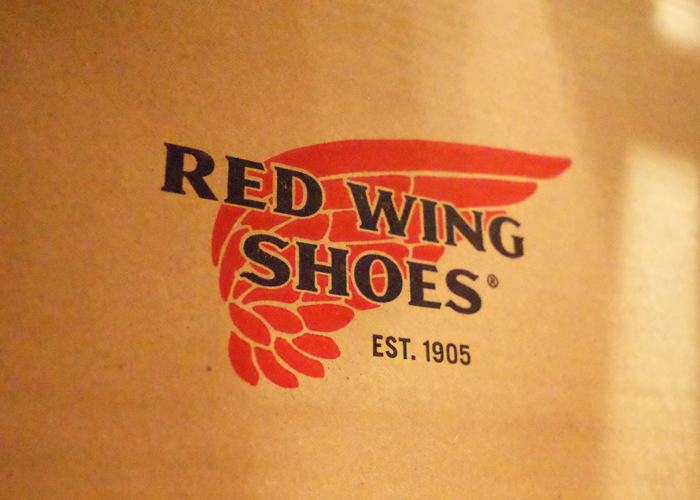 RED WING
SHOES®
EST. 1905